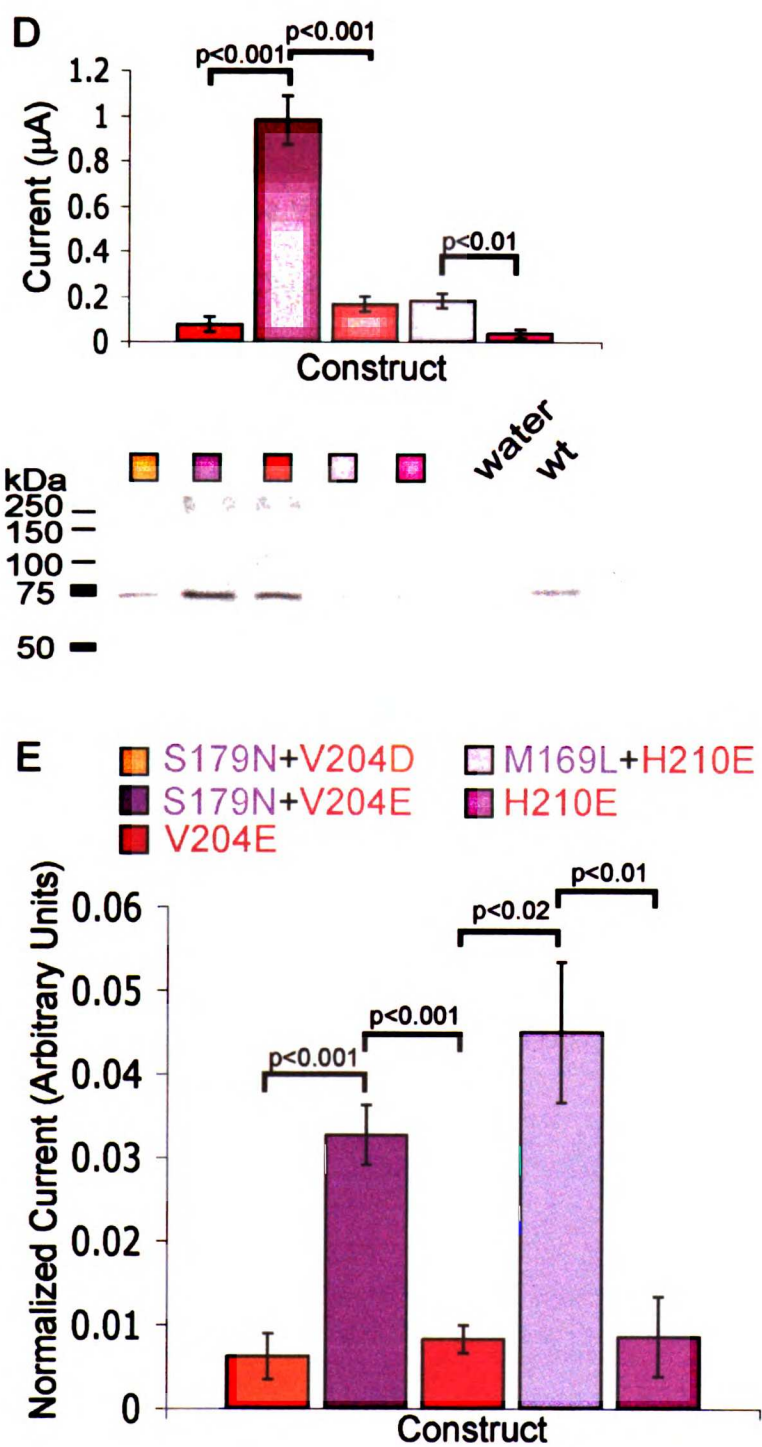 D
p<0.001
p<0.001
p<0.01
Current (µA)
1.2
1
0.8
0.6
0.4
0.2
0
Construct
water
wt
kDa
250
150
100
75
50
E
S179N+V204D
M169L+H210E
S179N+V204E
H210E
V204E
Normalized Current (Arbitrary Units)
p<0.01
p<0.02
p<0.001
p<0.001
0.06
0.05
0.04
0.03
0.02
0.01
0
Construct